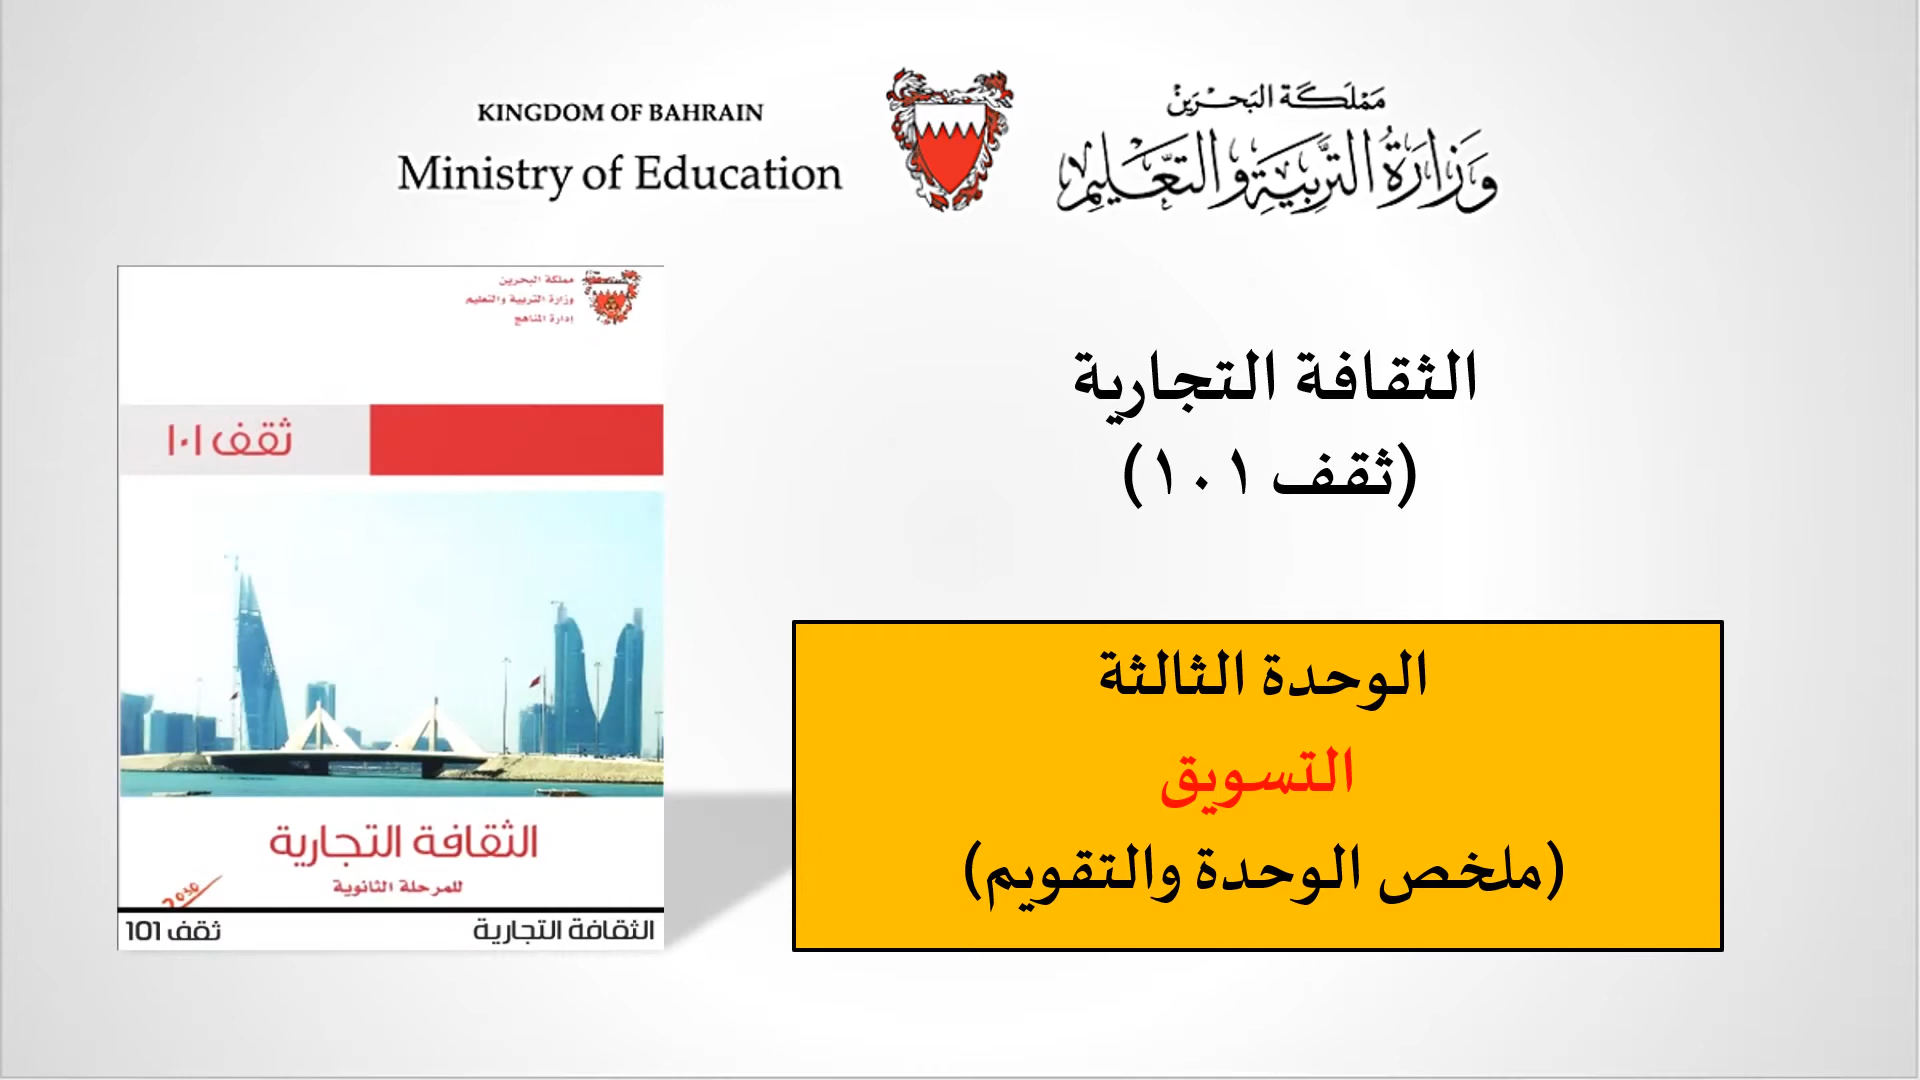 KINGDOM OF BAHRAIN
Ministry of Education
مملكة البحرين
وزارة التربية والتعليم
مملكة البحرين
وزارة التربية والتعليم
إدارة المناهج
ثقف ١٠١
الثقافة التجارية
للمرحلة الثانوية
2030
الثقافة التجارية
ثقف 101
الثقافة التجارية
(ثقف ١٠١)
الوحدة الثالثة
التسويق
(ملخص الوحدة والتقويم)